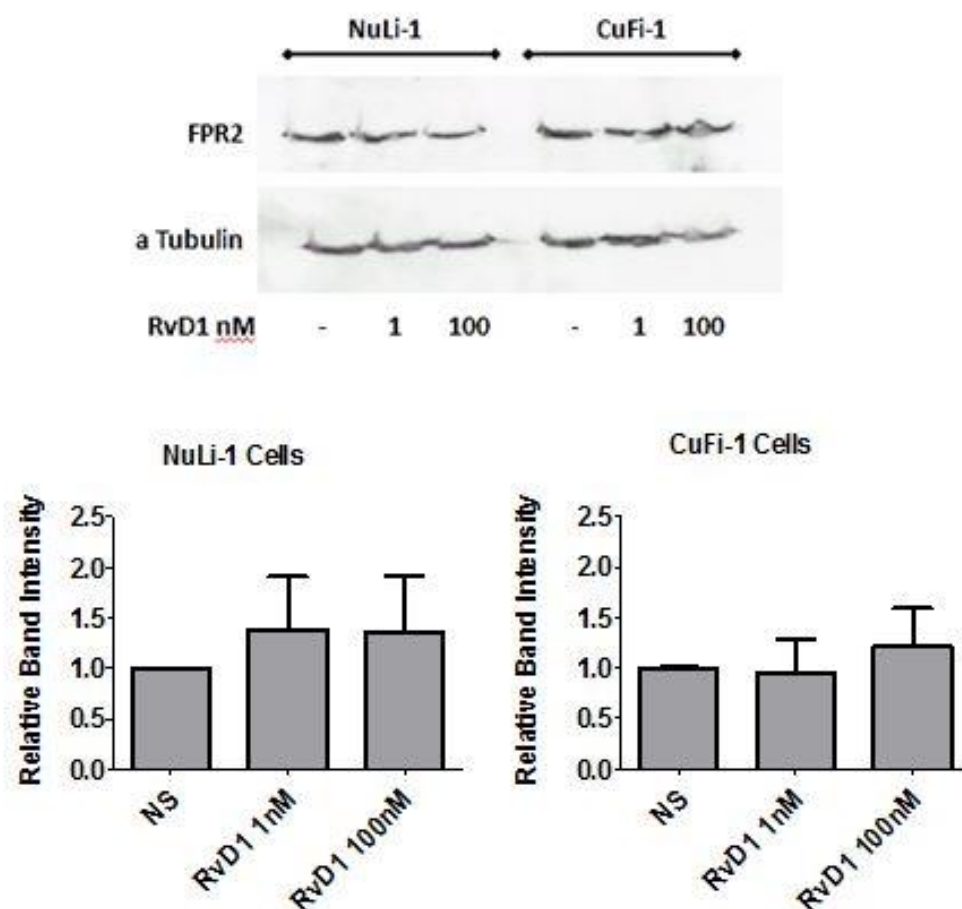 NuLi-1 CuFi-1
FPR2
a Tubulin
RvD1 nM - 1 100 - 1 100
NuLi-1 Cells
Relative Band Intensity
2.5
2.0
1.5
1.0
0.5
0.0
NS
RvD1 1nM
RvD1 100nM
CuFi-1 Cells
Relative Band Intensity
2.5
2.0
1.5
1.0
0.5
0.0
NS
RvD1 1nM
RvD1 100nM